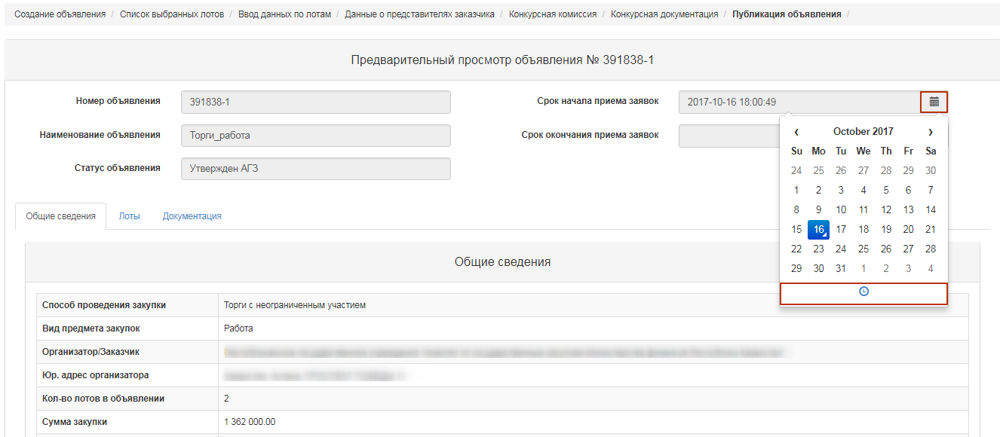 Создание объявления / Список выбранных лотов / Ввод данных по лотам / Данные о представителях заказчика / Конкурсная комиссия / Конкурсная документация / Публикация объявления /
Предварительный просмотр объявления № 391838-1
Номер объявления 391838-1
Срок начала приема заявок 2017-10-16 18:00:49
Наименование объявления Торги_работа
Срок окончания приема заявок
Статус объявления Утвержден АГЗ
‹ October 2017 ›
Su Mo Tu We Th Fr Sa
24 25 26 27 28 29 30
1 2 3 4 5 6 7
8 9 10 11 12 13 14
15 16 17 18 19 20 21
22 23 24 25 26 27 28
29 30 31 1 2 3 4
Общие сведения Лоты Документация
Общие сведения
Способ проведения закупки Торги с неограниченным участием
Вид предмета закупок Работа
Организатор/Заказчик
Юр. адрес организатора
Кол-во лотов в объявлении 2
Сумма закупки 1 362 000.00